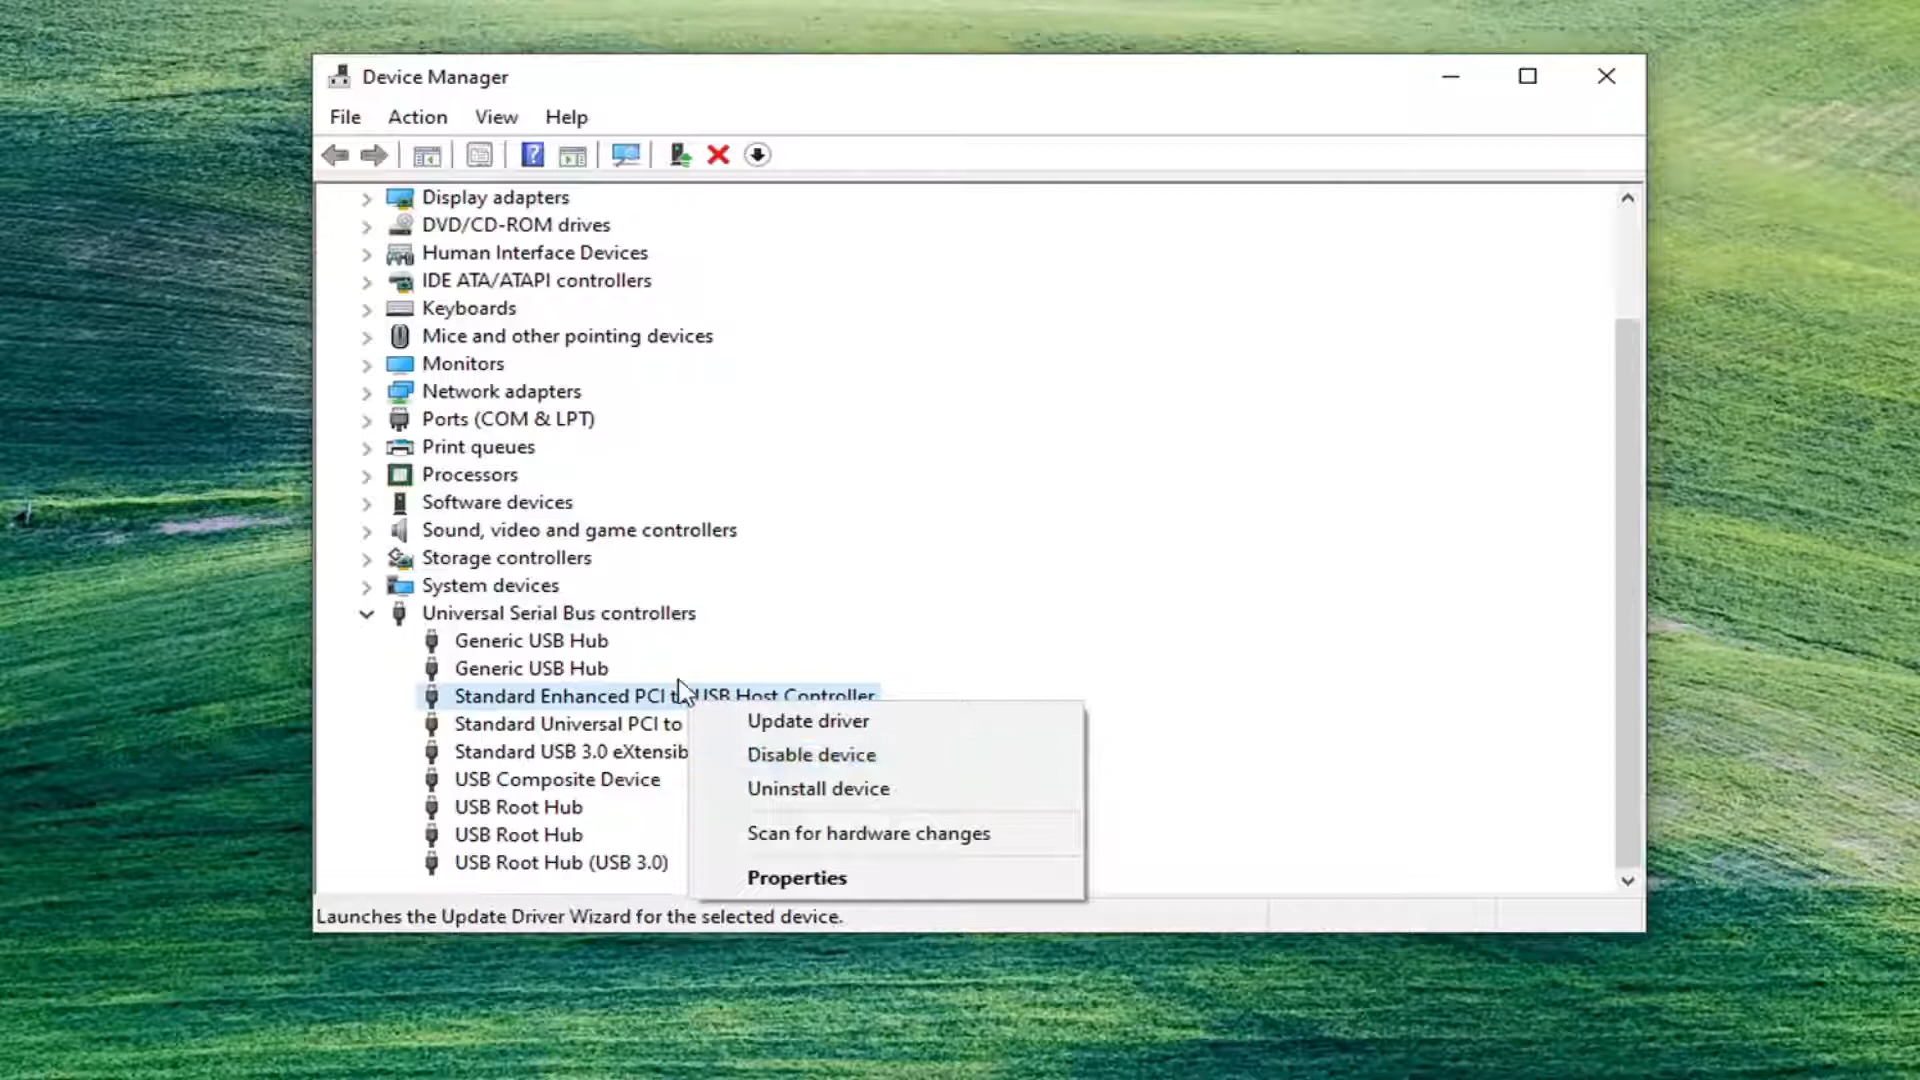 Device Manager
File Action View Help
Display adapters
DVD/CD-ROM drives
Human Interface Devices
IDE ATA/ATAPI controllers
Keyboards
Mice and other pointing devices
Monitors
Network adapters
Ports (COM & LPT)
Print queues
Processors
Software devices
Sound, video and game controllers
Storage controllers
System devices
Universal Serial Bus controllers
Generic USB Hub
Generic USB Hub
Standard Enhanced PCI t USB Host Controller
Standard Universal PCI to
Standard USB 3.0 eXtensib
USB Composite Device
USB Root Hub
USB Root Hub
USB Root Hub (USB 3.0)
Update driver
Disable device
Uninstall device
Scan for hardware changes
Properties
Launches the Update Driver Wizard for the selected device.